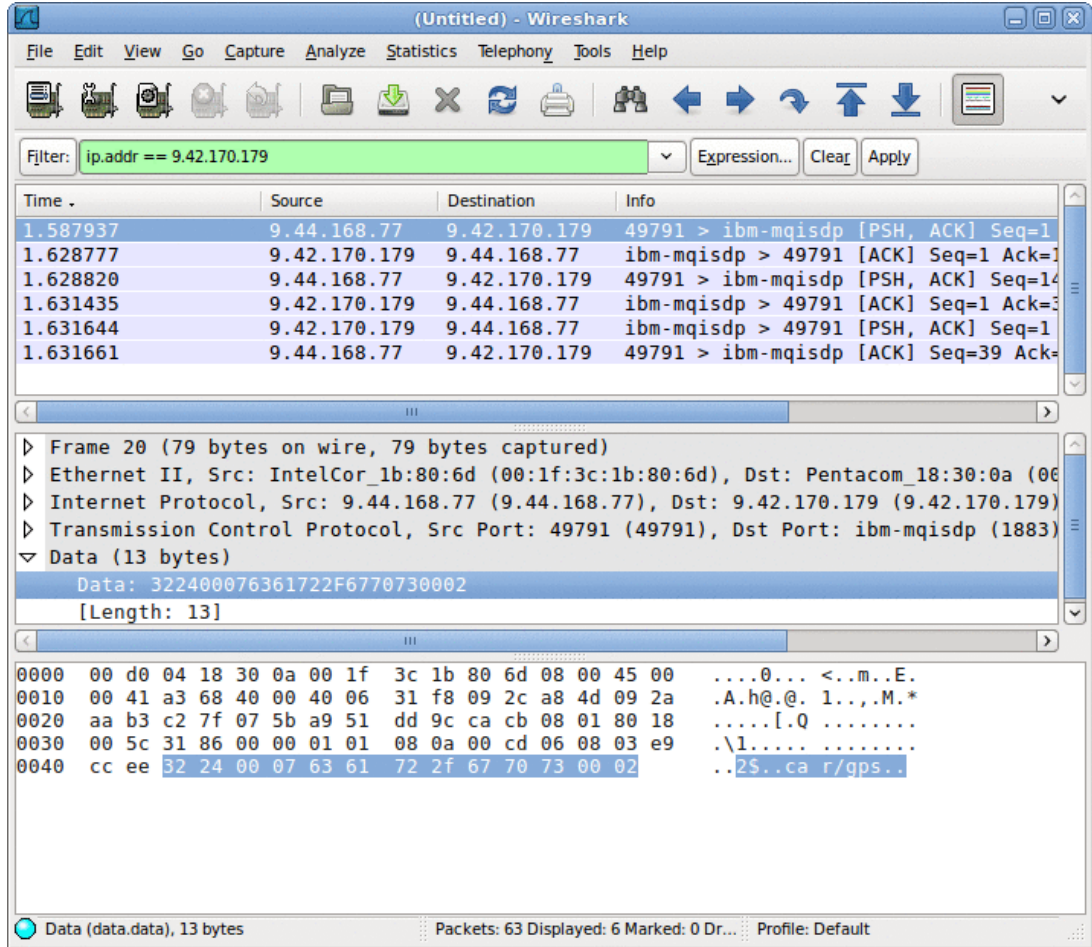 (Untitled) - Wireshark
File Edit View Go Capture Analyze Statistics Telephony Tools Help
Filter: ip.addr == 9.42.170.179 Expression... Clear Apply
Time Source Destination Info
1.587937 9.44.168.77 9.42.170.179 49791 > ibm-mqisdp [PSH, ACK] Seq=1
1.628777 9.42.170.179 9.44.168.77 ibm-mqisdp > 49791 [ACK] Seq=1 Ack=1
1.628820 9.44.168.77 9.42.170.179 49791 > ibm-mqisdp [PSH, ACK] Seq=14
1.631435 9.42.170.179 9.44.168.77 ibm-mqisdp > 49791 [ACK] Seq=1 Ack=3
1.631644 9.42.170.179 9.44.168.77 ibm-mqisdp > 49791 [PSH, ACK] Seq=1
1.631661 9.44.168.77 9.42.170.179 49791 > ibm-mqisdp [ACK] Seq=39 Ack=
Frame 20 (79 bytes on wire, 79 bytes captured)
Ethernet II, Src: IntelCor_1b:80:6d (00:1f:3c:1b:80:6d), Dst: Pentacom_18:30:0a (00
Internet Protocol, Src: 9.44.168.77 (9.44.168.77), Dst: 9.42.170.179 (9.42.170.179)
Transmission Control Protocol, Src Port: 49791 (49791), Dst Port: ibm-mqisdp (1883)
Data (13 bytes)
Data: 322400076361722F6770730002
[Length: 13]
0000 00 d0 04 18 30 0a 00 1f 3c 1b 80 6d 08 00 45 00 ....0... <..m..E.
0010 00 41 a3 68 40 00 40 06 31 f8 09 2c a8 4d 09 2a .A.h@.@. 1..,.M.*
0020 aa b3 c2 7f 07 5b a9 51 dd 9c ca cb 08 01 80 18 .....[.Q ........
0030 00 5c 31 86 00 00 01 01 08 0a 00 cd 06 08 03 e9 .\1..... ........
0040 cc ee 32 24 00 07 63 61 72 2f 67 70 73 00 02 ..2$..ca r/gps..
Data (data.data), 13 bytes Packets: 63 Displayed: 6 Marked: 0 Dr... Profile: Default